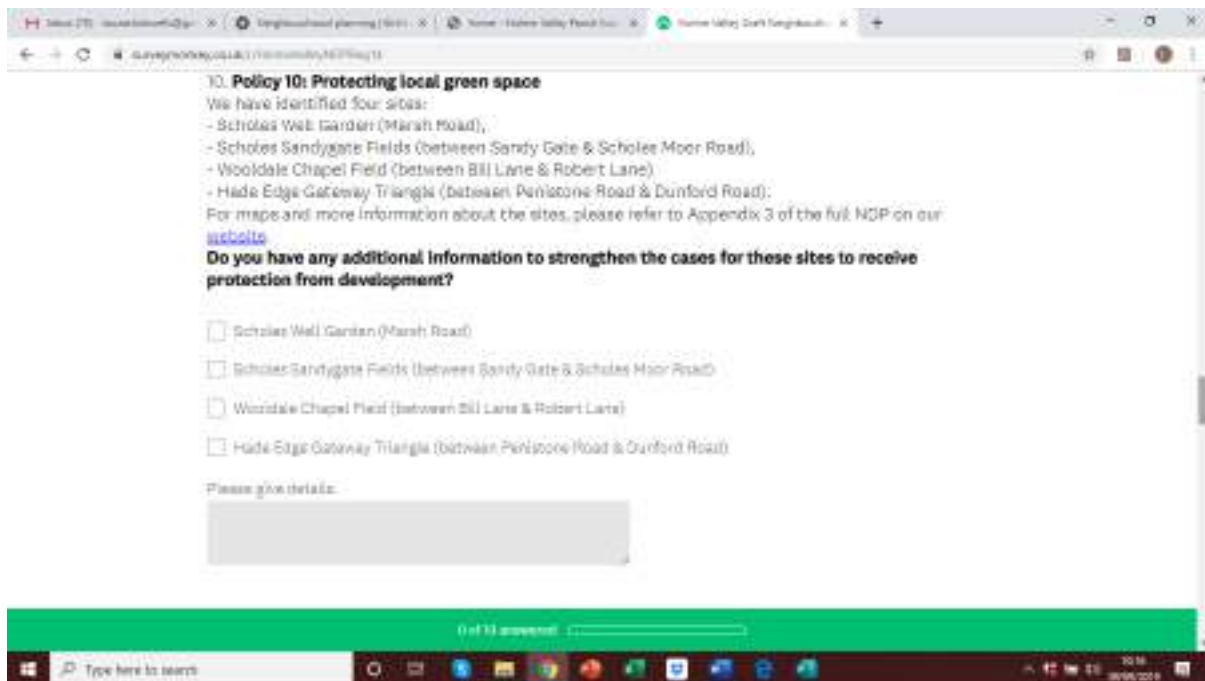 Neighbourhood planning
10. Policy 10: Protecting local green space
We have identified four sites:
- Scholes Well Garden (Marsh Road),
- Scholes Sandygate Fields (between Sandy Gate & Scholes Moor Road),
- Wooldale Chapel Field (between Bill Lane & Robert Lane)
- Hade Edge Gateway Triangle (between Penistone Road & Dunford Road).
For maps and more information about the sites, please refer to Appendix 3 of the full NDP on our
website.
Do you have any additional information to strengthen the cases for these sites to receive
protection from development?
Scholes Well Garden (Marsh Road)
Scholes Sandygate Fields (between Sandy Gate & Scholes Moor Road)
Wooldale Chapel Field (between Bill Lane & Robert Lane)
Hade Edge Gateway Triangle (between Penistone Road & Dunford Road)
Please give details:
0 of 13 answered
Type here to search